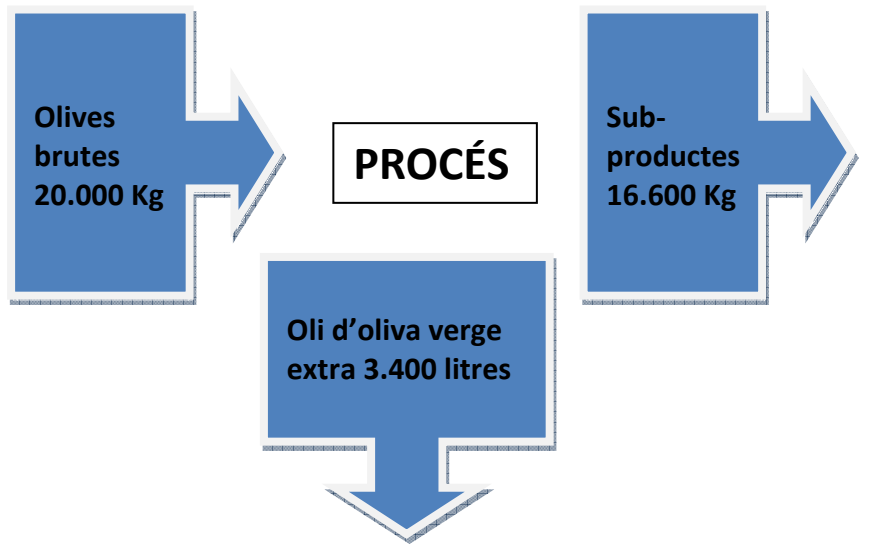 Olives
brutes
20.000 Kg
PROCÉS
Sub-
productes
16.600 Kg
Oli d’oliva verge
extra 3.400 litres